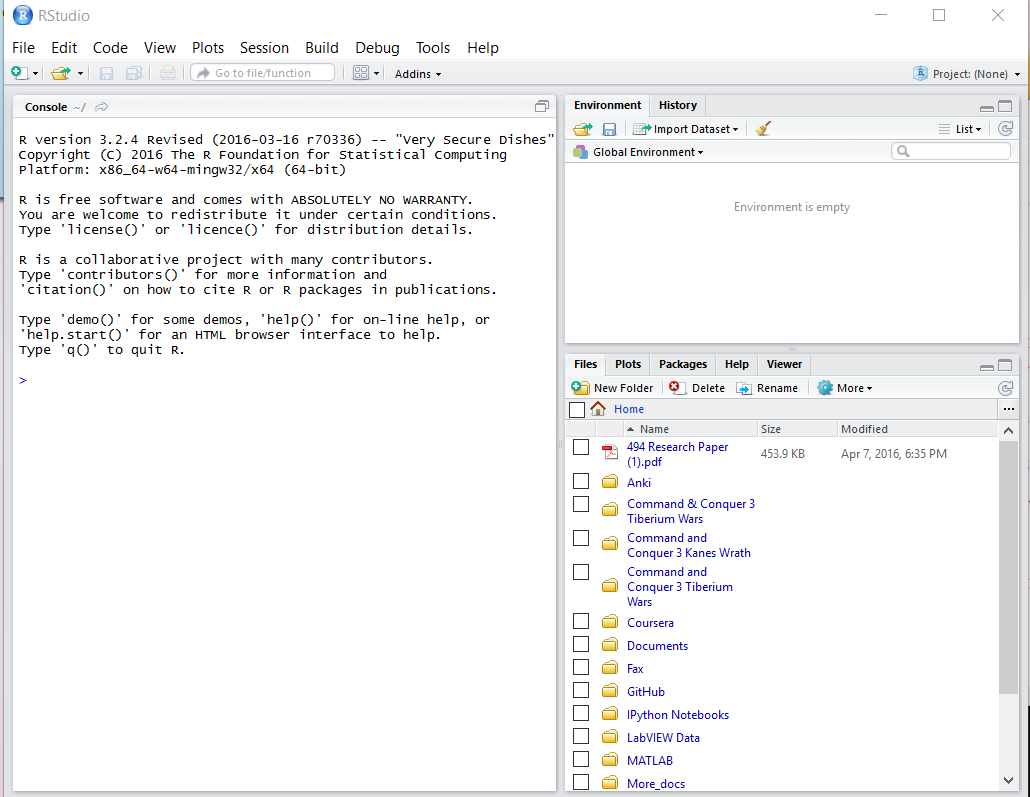 RStudio
File Edit Code View Plots Session Build Debug Tools Help
Go to file/function Addins Project: (None)
Console ~/
R version 3.2.4 Revised (2016-03-16 r70336) -- "Very Secure Dishes"
Copyright (C) 2016 The R Foundation for Statistical Computing
Platform: x86_64-w64-mingw32/x64 (64-bit)
R is free software and comes with ABSOLUTELY NO WARRANTY.
You are welcome to redistribute it under certain conditions.
Type 'license()' or 'licence()' for distribution details.
R is a collaborative project with many contributors.
Type 'contributors()' for more information and
'citation()' on how to cite R or R packages in publications.
Type 'demo()' for some demos, 'help()' for on-line help, or
'help.start()' for an HTML browser interface to help.
Type 'q()' to quit R.
>
Environment History
Import Dataset List
Global Environment
Environment is empty
Files Plots Packages Help Viewer
New Folder Delete Rename More
Home ...
Name Size Modified
494 Research Paper
(1).pdf 453.9 KB Apr 7, 2016, 6:35 PM
Anki
Command & Conquer 3
Tiberium Wars
Command and
Conquer 3 Kanes Wrath
Command and
Conquer 3 Tiberium
Wars
Coursera
Documents
Fax
GitHub
IPython Notebooks
LabVIEW Data
MATLAB
More_docs